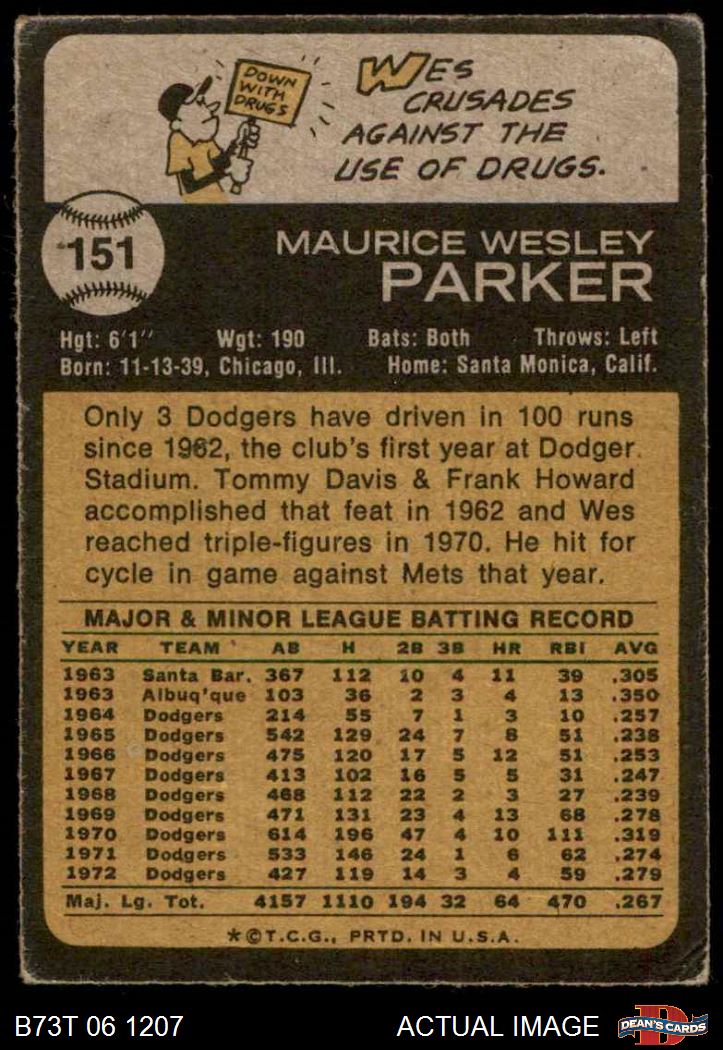 DOWN
WITH
DRUGS
WES
CRUSADES
AGAINST THE
USE OF DRUGS.
151
MAURICE WESLEY
PARKER
Hgt: 6'1" Wgt: 190 Bats: Both Throws: Left
Born: 11-13-39, Chicago, Ill. Home: Santa Monica, Calif.
Only 3 Dodgers have driven in 100 runs
since 1962, the club's first year at Dodger
Stadium. Tommy Davis & Frank Howard
accomplished that feat in 1962 and Wes
reached triple-figures in 1970. He hit for
cycle in game against Mets that year.
MAJOR & MINOR LEAGUE BATTING RECORD
YEAR TEAM AB H 2B 3B HR RBI AVG
1963 Santa Bar. 367 112 10 4 11 39 .305
1963 Albuq'que 103 36 2 3 4 13 .350
1964 Dodgers 214 55 7 1 3 10 .257
1965 Dodgers 542 129 24 7 8 51 .238
1966 Dodgers 475 120 17 5 12 51 .253
1967 Dodgers 413 102 16 5 5 31 .247
1968 Dodgers 468 112 22 2 3 27 .239
1969 Dodgers 471 131 23 4 13 68 .278
1970 Dodgers 614 196 47 4 10 111 .319
1971 Dodgers 533 146 24 1 6 62 .274
1972 Dodgers 427 119 14 3 4 59 .279
Maj. Lg. Tot. 4157 1110 194 32 64 470 .267
*©T.C.G., PRTD. IN U.S.A.
B73T 06 1207 ACTUAL IMAGE
D
DEAN'S CARDS